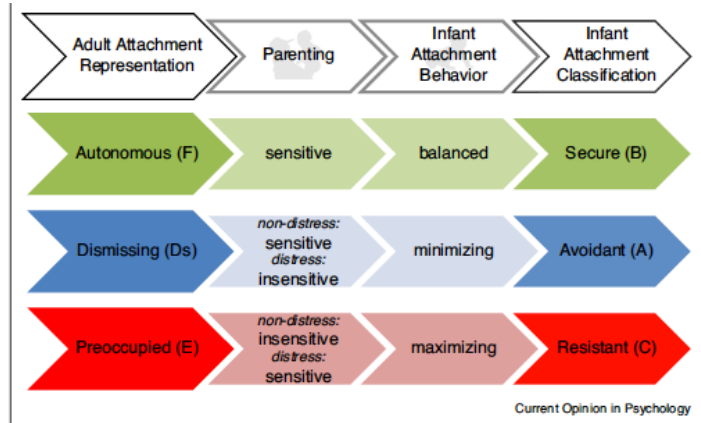 Adult Attachment
Representation
Parenting
Infant
Attachment
Behavior
Infant
Attachment
Classification
Autonomous (F)
sensitive
balanced
Secure (B)
Dismissing (Ds)
non-distress:
sensitive
distress:
insensitive
minimizing
Avoidant (A)
Preoccupied (E)
non-distress:
insensitive
distress:
sensitive
maximizing
Resistant (C)
Current Opinion in Psychology